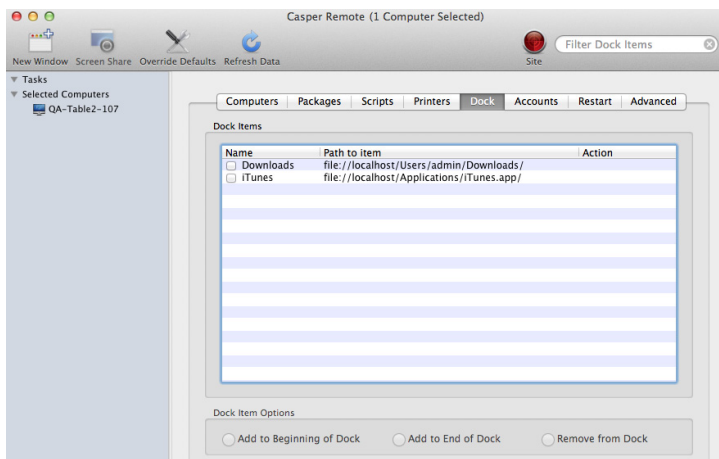 Casper Remote (1 Computer Selected)
New Window Screen Share Override Defaults Refresh Data Site Filter Dock Items
Tasks
Selected Computers
QA-Table2-107
Computers Packages Scripts Printers Dock Accounts Restart Advanced
Dock Items
Name Path to item Action
Downloads file://localhost/Users/admin/Downloads/
iTunes file://localhost/Applications/iTunes.app/
Dock Item Options
Add to Beginning of Dock Add to End of Dock Remove from Dock